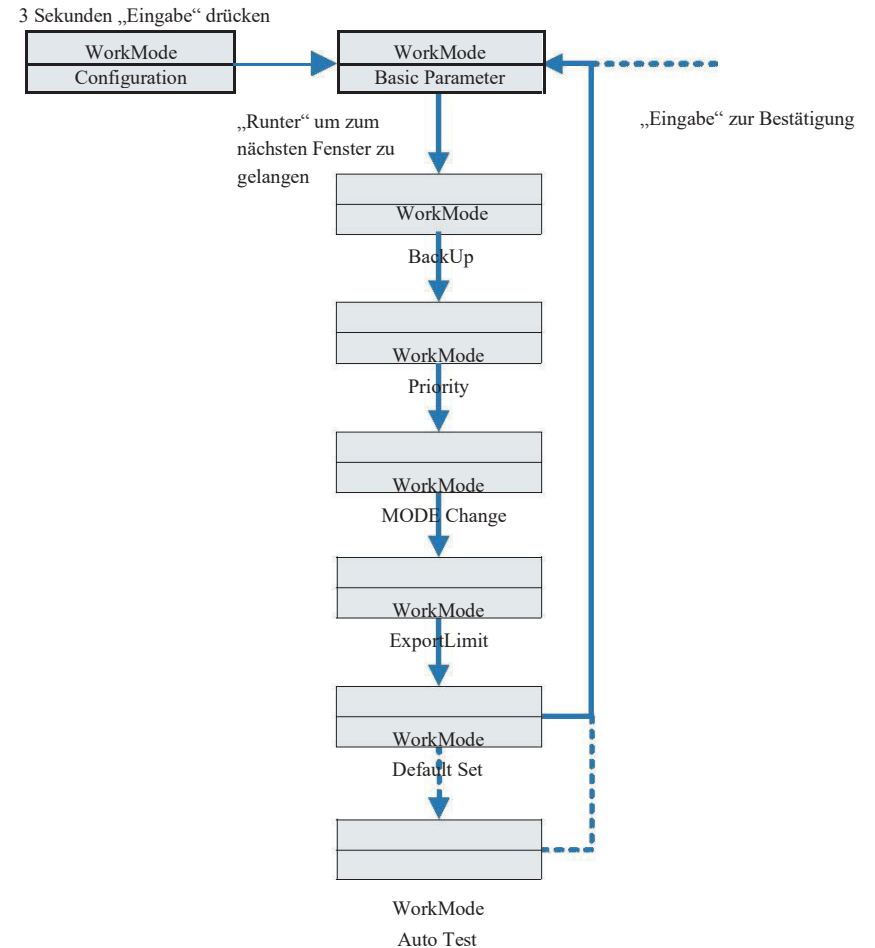 3 Sekunden „Eingabe“ drücken
WorkMode
Configuration
WorkMode
Basic Parameter
„Eingabe“ zur Bestätigung
„Runter“ um zum
nächsten Fenster zu
gelangen
WorkMode
BackUp
WorkMode
Priority
WorkMode
MODE Change
WorkMode
ExportLimit
WorkMode
Default Set
WorkMode
Auto Test